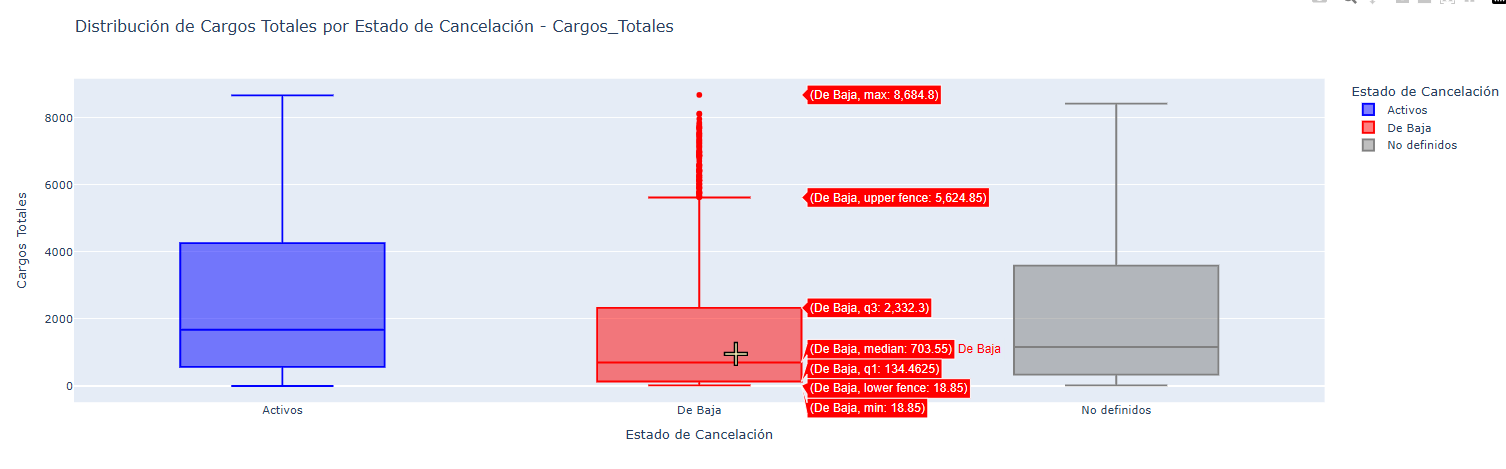 Distribución de Cargos Totales por Estado de Cancelación - Cargos_Totales
Estado de Cancelación
Activos
De Baja
No definidos
Cargos Totales
8000
6000
4000
2000
0
(De Baja, max: 8,684.8)
(De Baja, upper fence: 5,624.85)
(De Baja, q3: 2,332.3)
(De Baja, median: 703.55) De Baja
(De Baja, q1: 134.4625)
(De Baja, lower fence: 18.85)
(De Baja, min: 18.85)
Activos
De Baja
No definidos
Estado de Cancelación